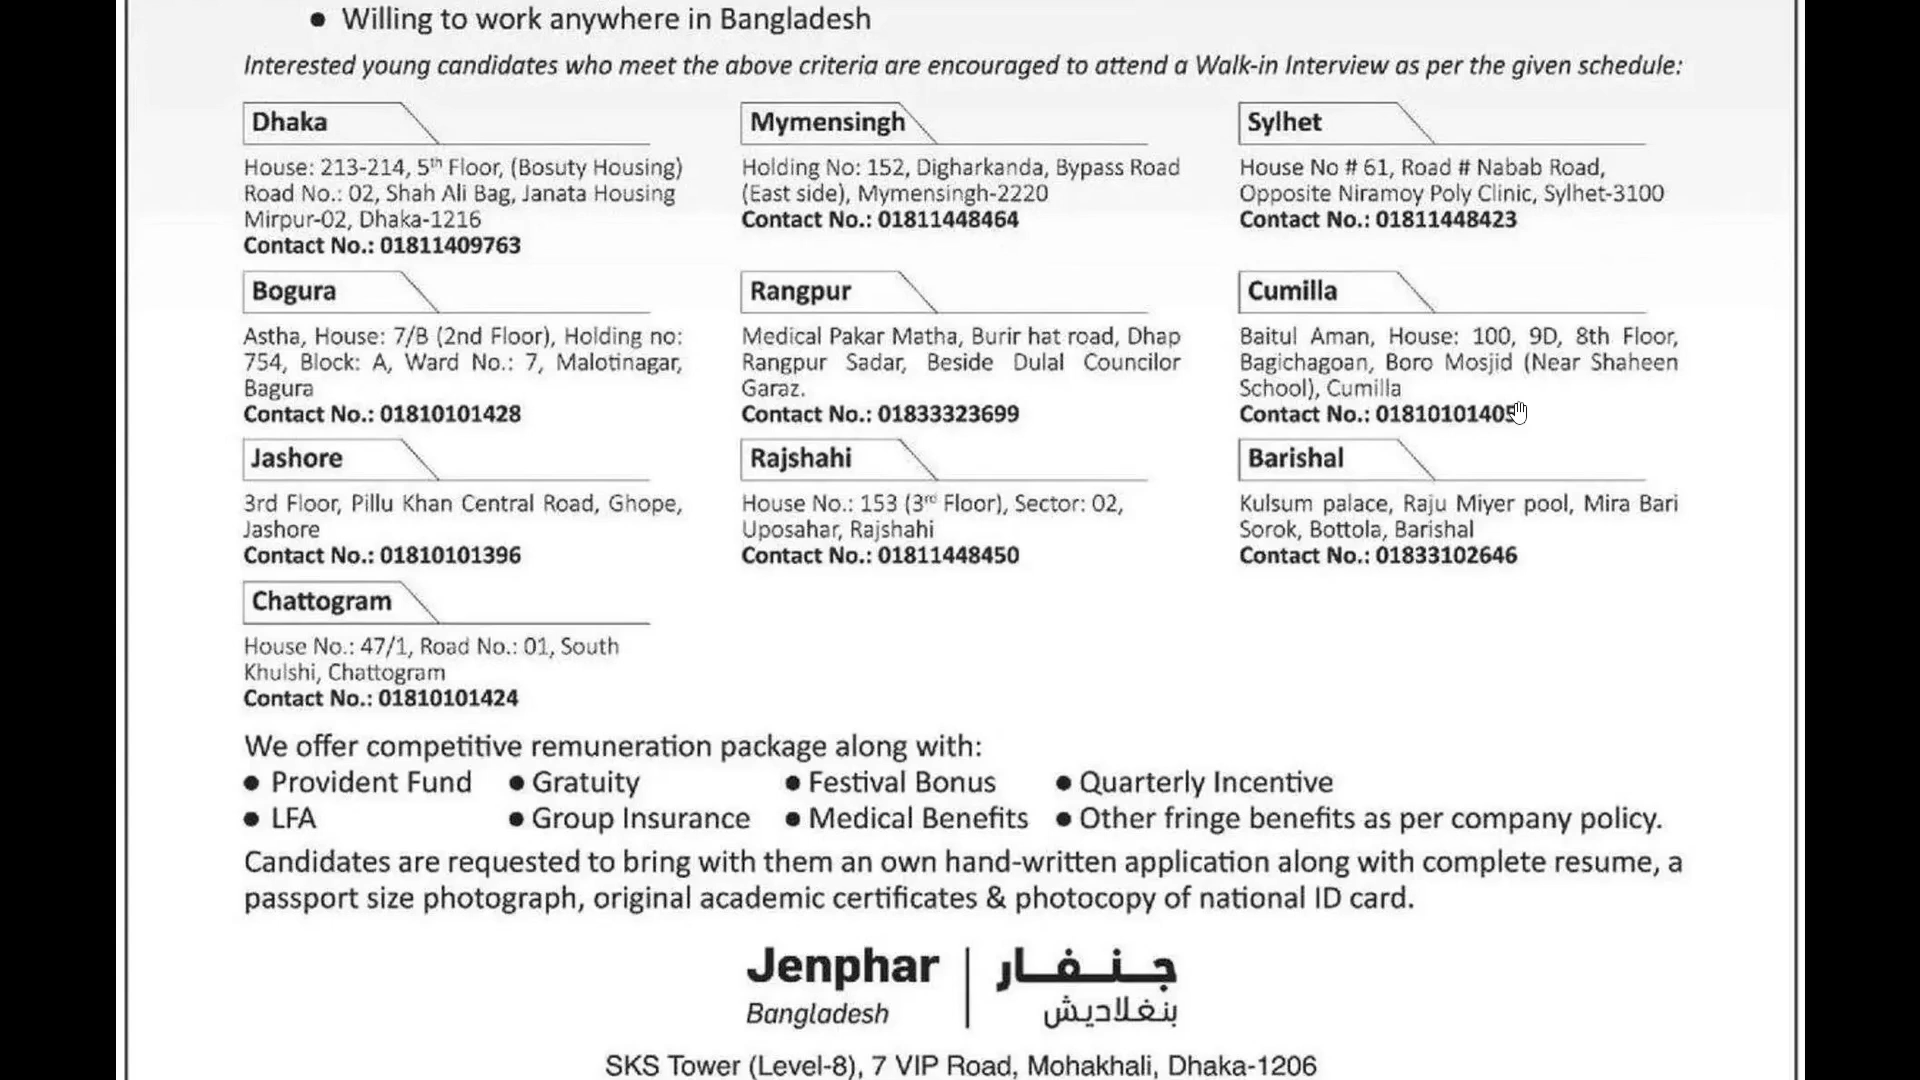 ● Willing to work anywhere in Bangladesh
Interested young candidates who meet the above criteria are encouraged to attend a Walk-in Interview as per the given schedule:
Dhaka
House: 213-214, 5th Floor, (Bosuty Housing)
Road No.: 02, Shah Ali Bag, Janata Housing
Mirpur-02, Dhaka-1216
Contact No.: 01811409763
Mymensingh
Holding No: 152, Digharkanda, Bypass Road
(East side), Mymensingh-2220
Contact No.: 01811448464
Sylhet
House No # 61, Road # Nabab Road,
Opposite Niramoy Poly Clinic, Sylhet-3100
Contact No.: 01811448423
Bogura
Astha, House: 7/B (2nd Floor), Holding no:
754, Block: A, Ward No.: 7, Malotinagar,
Bagura
Contact No.: 01810101428
Rangpur
Medical Pakar Matha, Burir hat road, Dhap
Rangpur Sadar, Beside Dulal Councilor
Garaz.
Contact No.: 01833323699
Cumilla
Baitul Aman, House: 100, 9D, 8th Floor,
Bagichagoan, Boro Mosjid (Near Shaheen
School), Cumilla
Contact No.: 01810101405
Jashore
3rd Floor, Pillu Khan Central Road, Ghope,
Jashore
Contact No.: 01810101396
Rajshahi
House No.: 153 (3rd Floor), Sector: 02,
Uposahar, Rajshahi
Contact No.: 01811448450
Barishal
Kulsum palace, Raju Miyer pool, Mira Bari
Sorok, Bottola, Barishal
Contact No.: 01833102646
Chattogram
House No.: 47/1, Road No.: 01, South
Khulshi, Chattogram
Contact No.: 01810101424
We offer competitive remuneration package along with:
● Provident Fund ● Gratuity ● Festival Bonus ● Quarterly Incentive
● LFA ● Group Insurance ● Medical Benefits ● Other fringe benefits as per company policy.
Candidates are requested to bring with them an own hand-written application along with complete resume, a
passport size photograph, original academic certificates & photocopy of national ID card.
Jenphar
Bangladesh
جنفار
بنغلاديش
SKS Tower (Level-8), 7 VIP Road, Mohakhali, Dhaka-1206